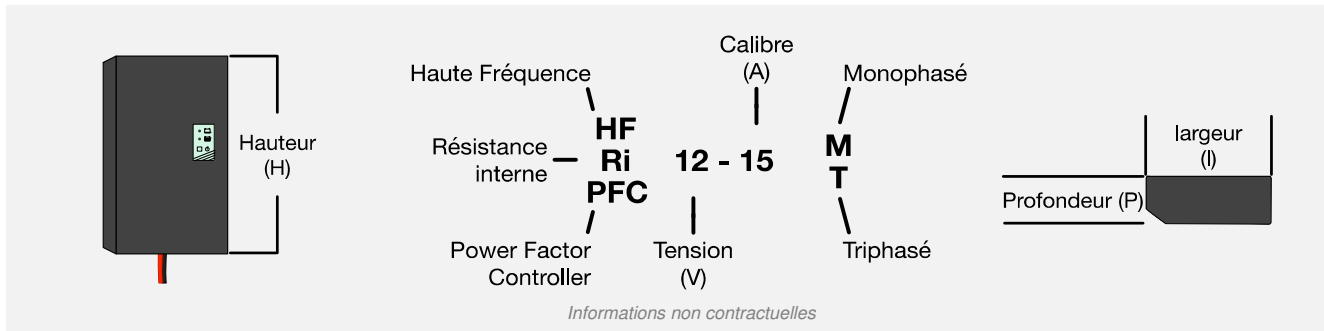 Hauteur
(H)
Haute Fréquence
Résistance
interne
Power Factor
Controller
HF
Ri
PFC
12 - 15
Calibre
(A)
Tension
(V)
Monophasé
M
T
Triphasé
largeur
(l)
Profondeur (P)
Informations non contractuelles